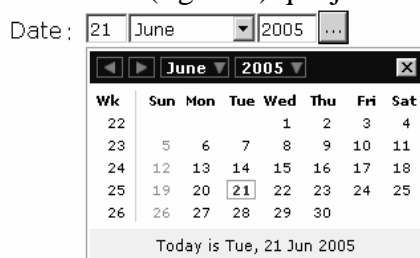 Date: 21 June 2005 ...
June 2005
Wk Sun Mon Tue Wed Thu Fri Sat
22 1 2 3 4
23 5 6 7 8 9 10 11
24 12 13 14 15 16 17 18
25 19 20 21 22 23 24 25
26 26 27 28 29 30
Today is Tue, 21 Jun 2005